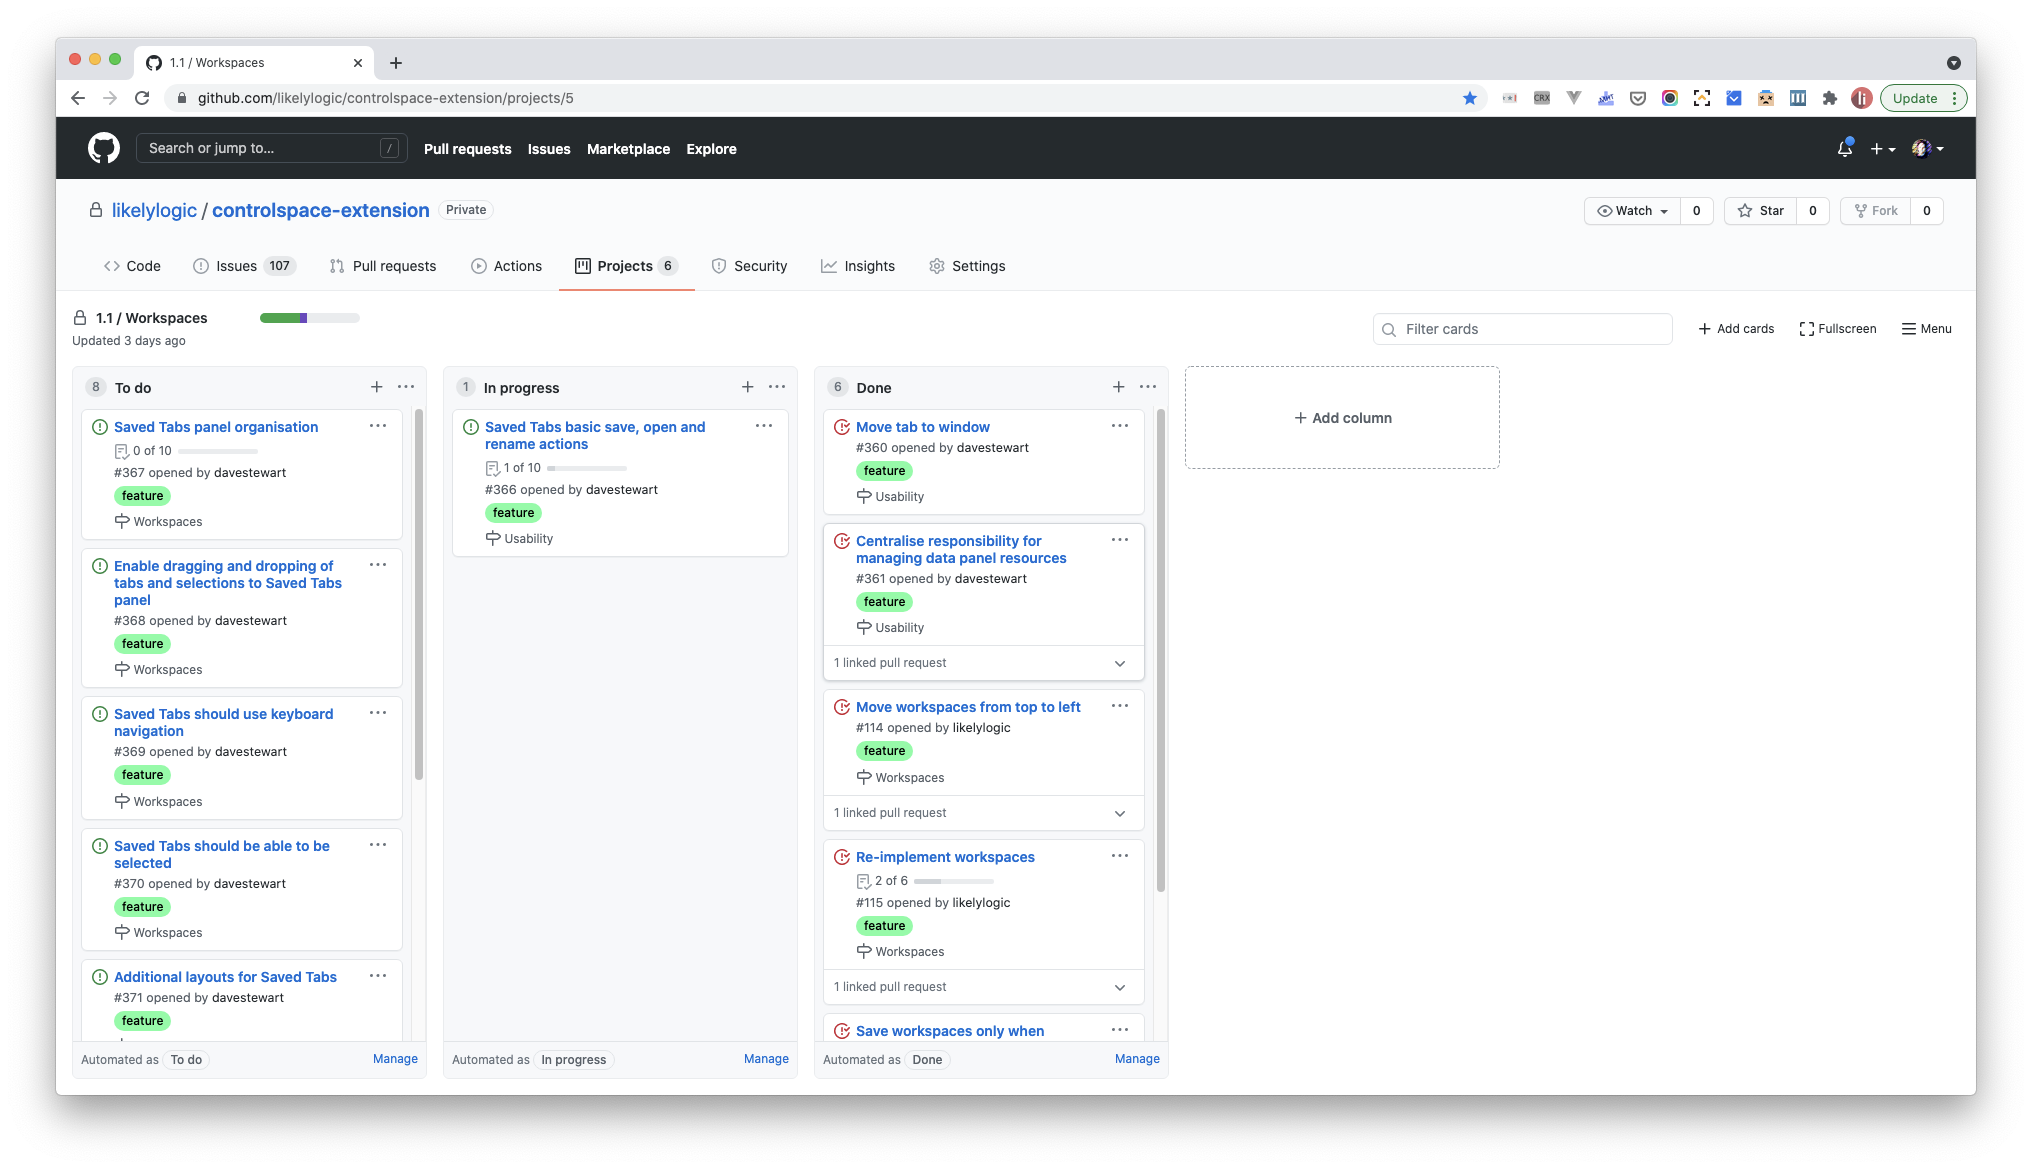 1.1 / Workspaces
github.com/likelylogic/controlspace-extension/projects/5
CRX
Update
Search or jump to...
/
Pull requests
Issues
Marketplace
Explore
likelylogic / controlspace-extension
Private
Watch
0
Star
0
Fork
0
Code
Issues 107
Pull requests
Actions
Projects 6
Security
Insights
Settings
1.1 / Workspaces
Updated 3 days ago
Filter cards
Add cards
Fullscreen
Menu
8 To do
Saved Tabs panel organisation
0 of 10
#367 opened by davestewart
feature
Workspaces
Enable dragging and dropping of
tabs and selections to Saved Tabs
panel
#368 opened by davestewart
feature
Workspaces
Saved Tabs should use keyboard
navigation
#369 opened by davestewart
feature
Workspaces
Saved Tabs should be able to be
selected
#370 opened by davestewart
feature
Workspaces
Additional layouts for Saved Tabs
#371 opened by davestewart
feature
Automated as To do
Manage
1 In progress
Saved Tabs basic save, open and
rename actions
1 of 10
#366 opened by davestewart
feature
Usability
Automated as In progress
Manage
6 Done
Move tab to window
#360 opened by davestewart
feature
Usability
Centralise responsibility for
managing data panel resources
#361 opened by davestewart
feature
Usability
1 linked pull request
Move workspaces from top to left
#114 opened by likelylogic
feature
Workspaces
1 linked pull request
Re-implement workspaces
2 of 6
#115 opened by likelylogic
feature
Workspaces
1 linked pull request
Save workspaces only when
Automated as Done
Manage
Add column